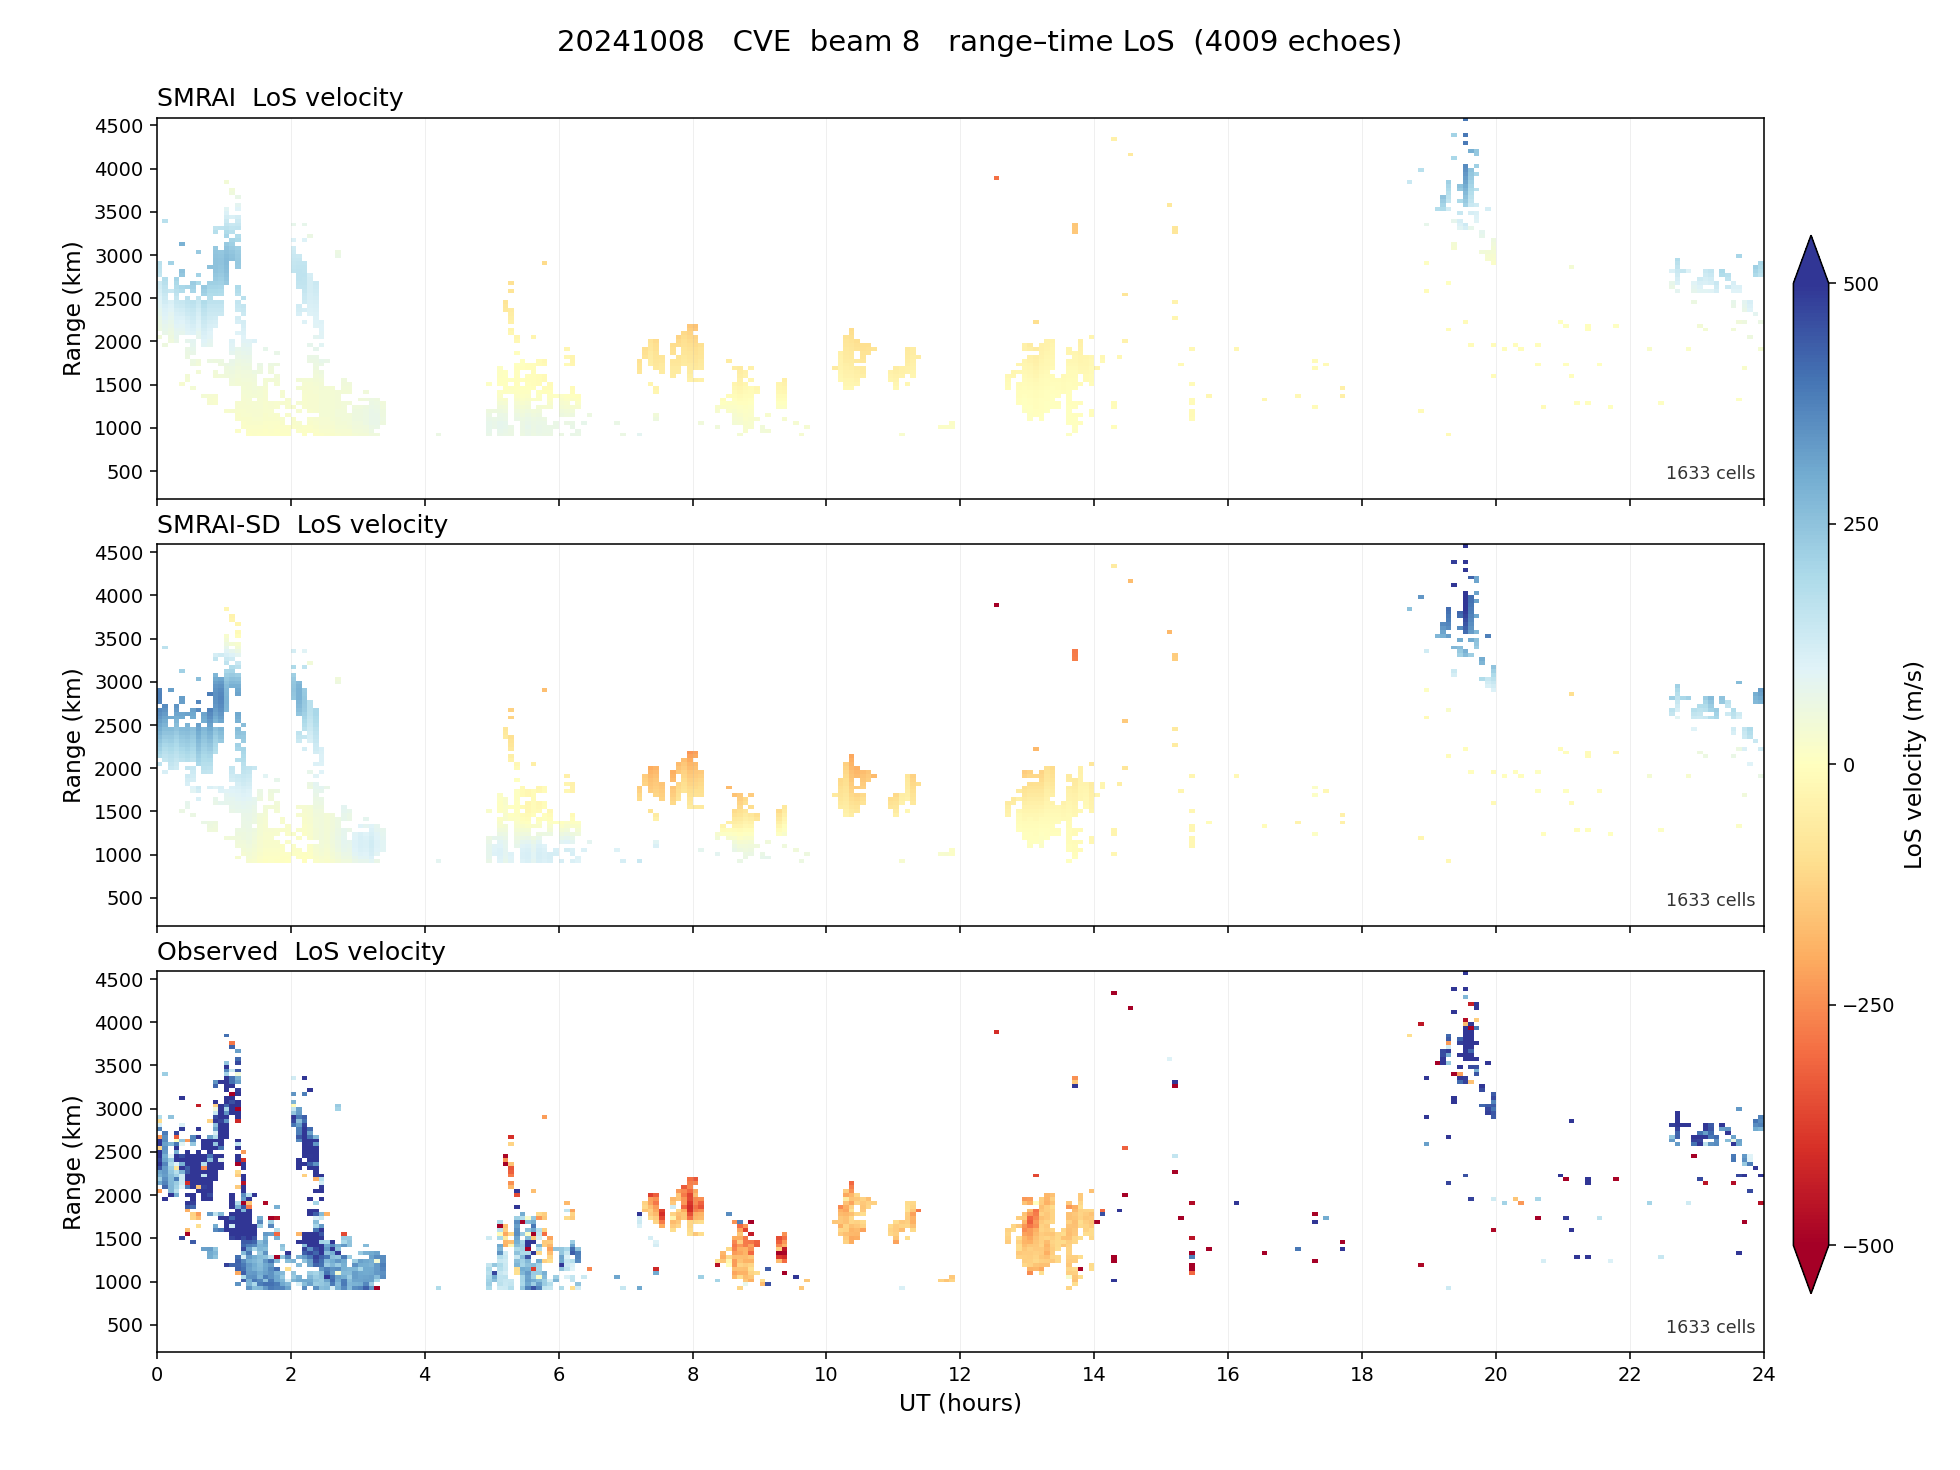 20241008   CVE  beam 8   range–time LoS  (4009 echoes)
SMRAI  LoS velocity
4500
4000
3500
3000
2500
2000
1500
1000
500
Range (km)
1633 cells
SMRAI-SD  LoS velocity
4500
4000
3500
3000
2500
2000
1500
1000
500
Range (km)
1633 cells
Observed  LoS velocity
4500
4000
3500
3000
2500
2000
1500
1000
500
Range (km)
1633 cells
0 2 4 6 8 10 12 14 16 18 20 22 24
UT (hours)
500
250
0
−250
−500
LoS velocity (m/s)